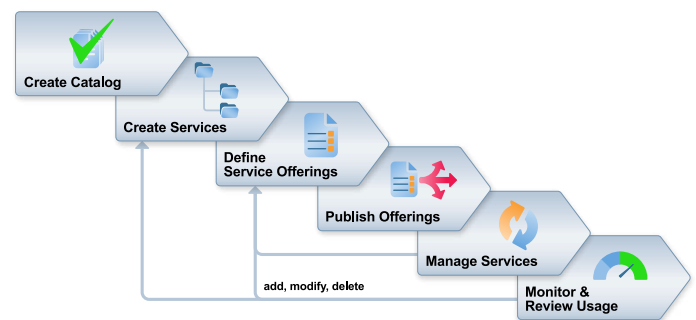 Create Catalog
Create Services
Define
Service Offerings
Publish Offerings
Manage Services
add, modify, delete
Monitor &
Review Usage